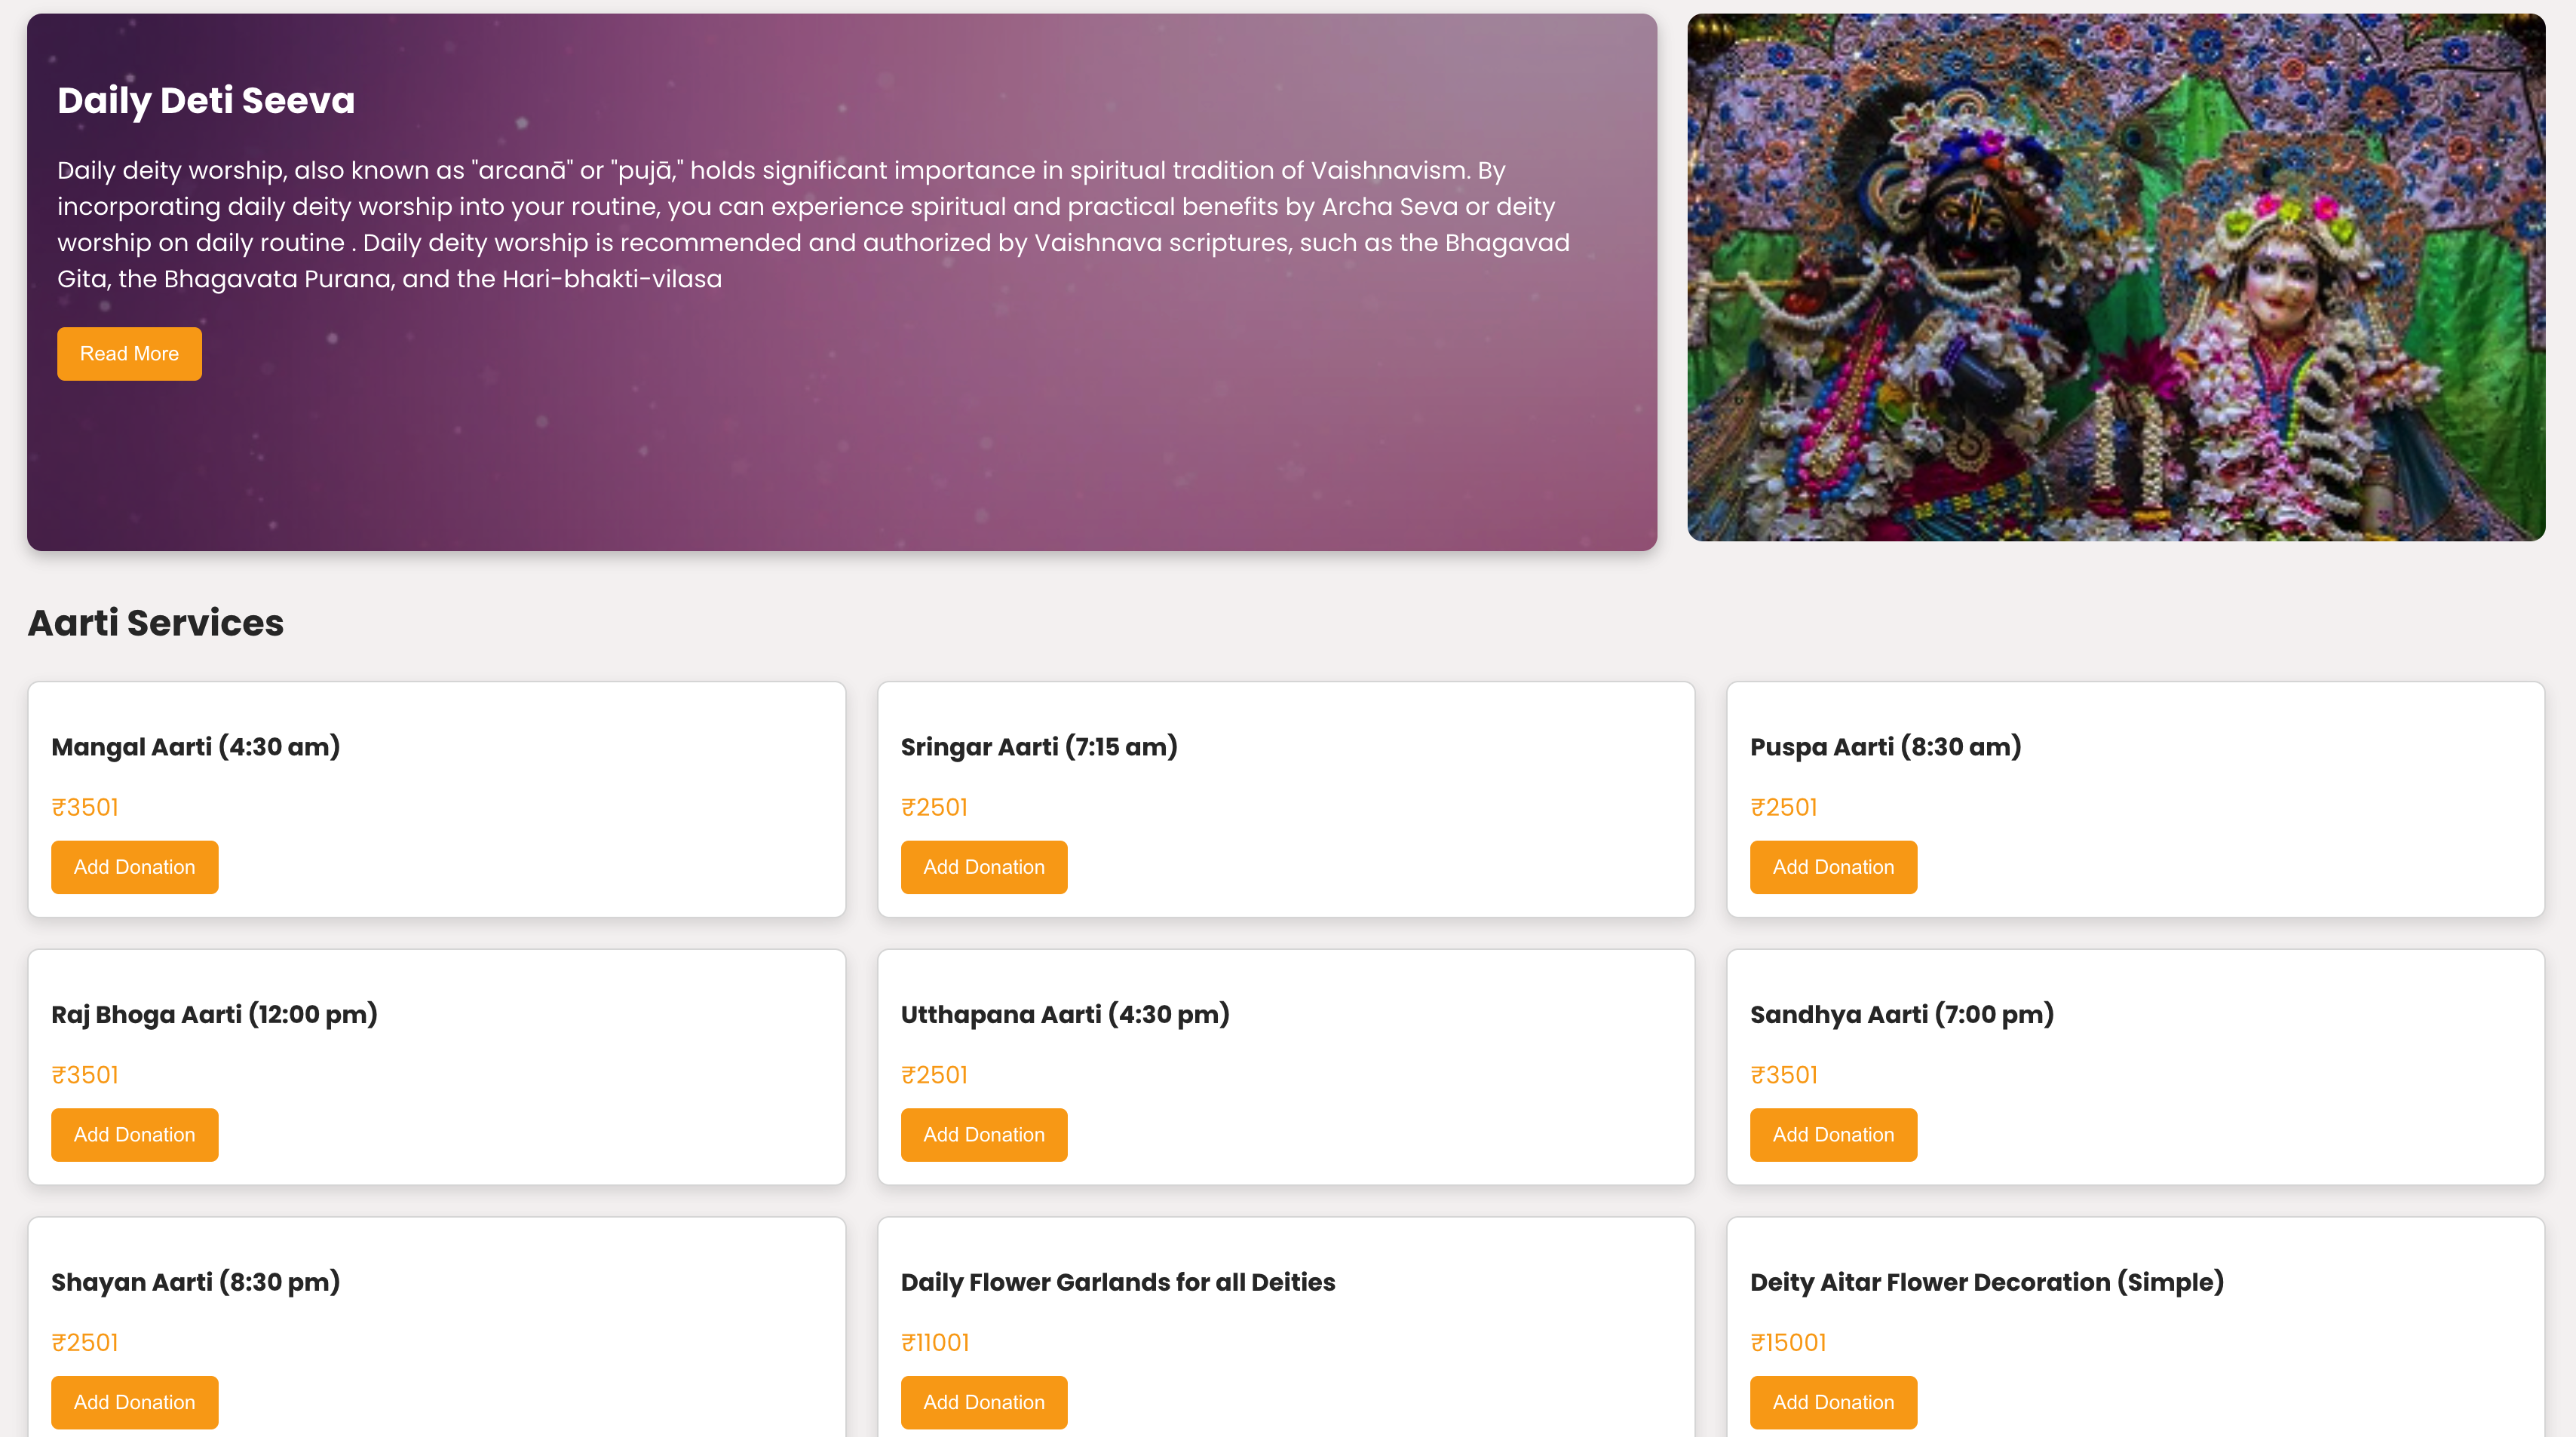 Daily Deti Seeva
Daily deity worship, also known as "arcanā" or "pujā," holds significant importance in spiritual tradition of Vaishnavism. By
incorporating daily deity worship into your routine, you can experience spiritual and practical benefits by Archa Seva or deity
worship on daily routine . Daily deity worship is recommended and authorized by Vaishnava scriptures, such as the Bhagavad
Gita, the Bhagavata Purana, and the Hari-bhakti-vilasa
Read More
Aarti Services
Mangal Aarti (4:30 am)
₹3501
Add Donation
Sringar Aarti (7:15 am)
₹2501
Add Donation
Puspa Aarti (8:30 am)
₹2501
Add Donation
Raj Bhoga Aarti (12:00 pm)
₹3501
Add Donation
Utthapana Aarti (4:30 pm)
₹2501
Add Donation
Sandhya Aarti (7:00 pm)
₹3501
Add Donation
Shayan Aarti (8:30 pm)
₹2501
Add Donation
Daily Flower Garlands for all Deities
₹11001
Add Donation
Deity Aitar Flower Decoration (Simple)
₹15001
Add Donation